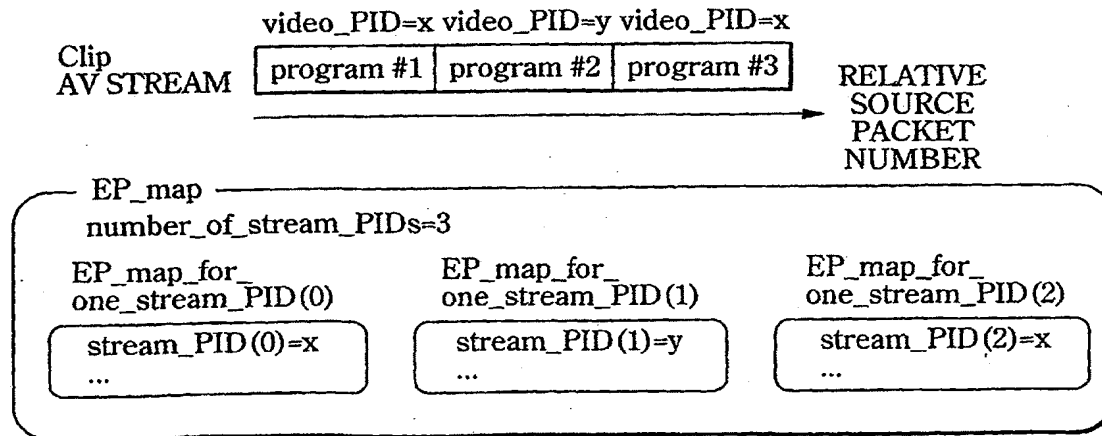 video_PID=x video_PID=y video_PID=x
Clip
AV STREAM
program #1 program #2 program #3
RELATIVE
SOURCE
PACKET
NUMBER
EP_map
number_of_stream_PIDs=3
EP_map_for_
one_stream_PID(0)
stream_PID(0)=x
...
EP_map_for_
one_stream_PID(1)
stream_PID(1)=y
...
EP_map_for_
one_stream_PID(2)
stream_PID(2)=x
...